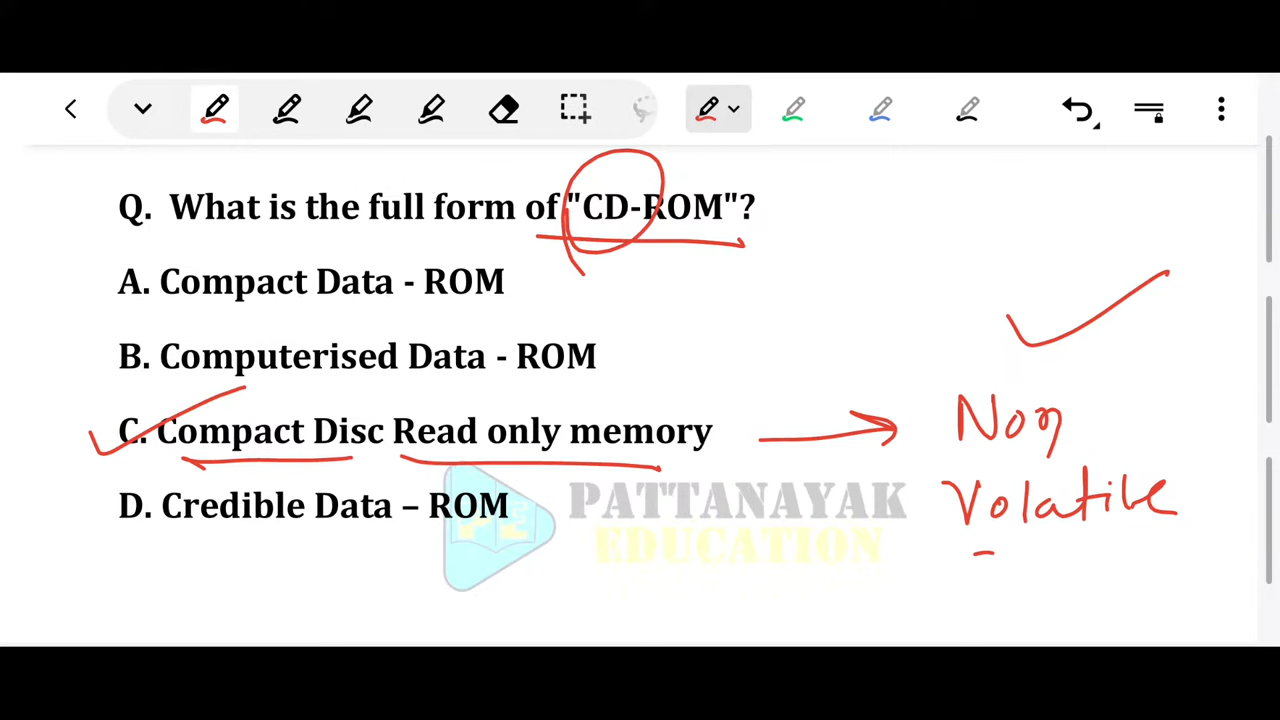 Q. What is the full form of "CD-ROM"?
A. Compact Data - ROM
B. Computerised Data - ROM
C. Compact Disc Read only memory
D. Credible Data – ROM
Non
Volatile
PATTANAYAK
EDUCATION